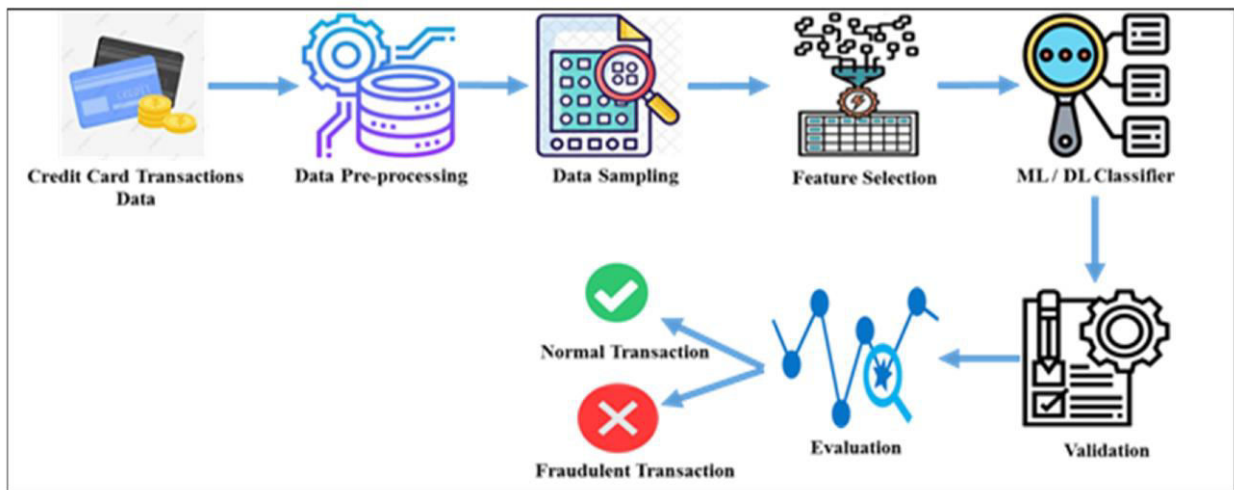 Credit Card Transactions
Data
Data Pre-processing
Data Sampling
Feature Selection
ML / DL Classifier
Normal Transaction
Fraudulent Transaction
Evaluation
Validation